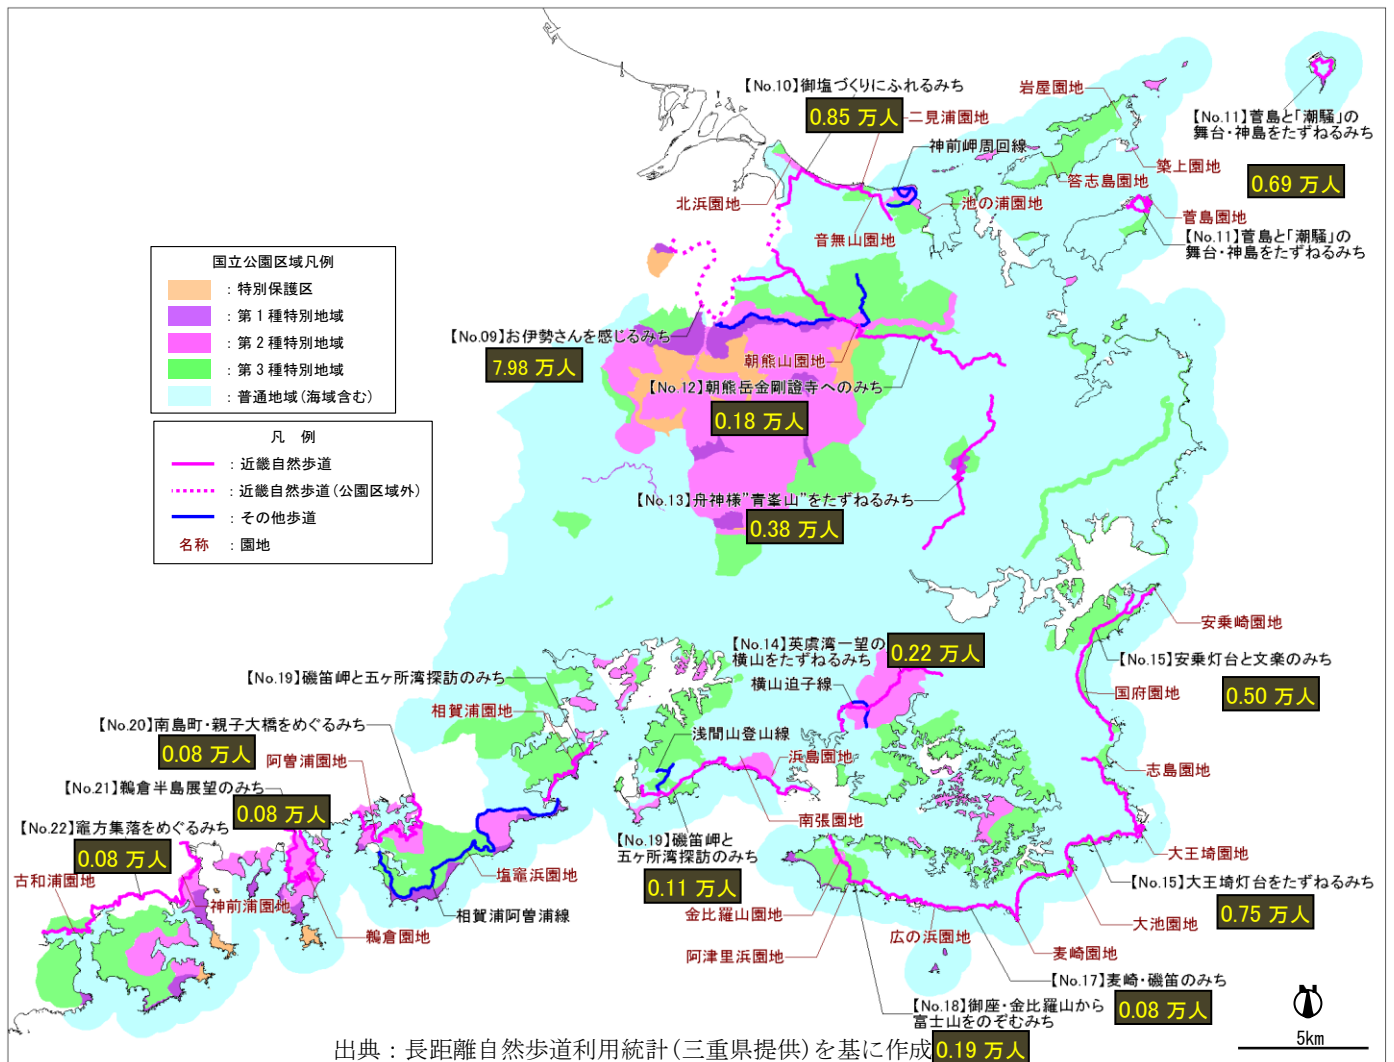 【No.10】御塩づくりにふれるみち
0.85 万人
二見浦園地
岩屋園地
【No.11】菅島と「潮騒」の
舞台・神島をたずねるみち
0.69 万人
神前岬周回線
築上園地
答志島園地
北浜園地
池の浦園地
菅島園地
音無山園地
【No.11】菅島と「潮騒」の
舞台・神島をたずねるみち
国立公園区域凡例
：特別保護区
：第1種特別地域
：第2種特別地域
：第3種特別地域
：普通地域(海域含む)
【No.09】お伊勢さんを感じるみち
7.98 万人
朝熊山園地
【No.12】朝熊岳金剛證寺へのみち
0.18 万人
凡 例
：近畿自然歩道
：近畿自然歩道(公園区域外)
：その他歩道
名称 ：園地
【No.13】舟神様"青峯山"をたずねるみち
0.38 万人
安乗崎園地
【No.14】英虞湾一望の
横山をたずねるみち
0.22 万人
【No.15】安乗灯台と文楽のみち
0.50 万人
国府園地
横山迫子線
【No.19】磯笛岬と五ヶ所湾探訪のみち
相賀浦園地
【No.20】南島町・親子大橋をめぐるみち
0.08 万人
阿曽浦園地
浅間山登山線
浜島園地
志島園地
【No.21】鵜倉半島展望のみち
0.08 万人
南張園地
【No.22】竈方集落をめぐるみち
0.08 万人
【No.19】磯笛岬と
五ヶ所湾探訪のみち
0.11 万人
大王埼園地
【No.15】大王埼灯台をたずねるみち
0.75 万人
古和浦園地
神前浦園地
塩竈浜園地
相賀浦阿曽浦線
鵜倉園地
金比羅山園地
阿津里浜園地
広の浜園地
大池園地
麦崎園地
【No.17】麦崎・磯笛のみち
0.08 万人
【No.18】御座・金比羅山から
富士山をのぞむみち
0.19 万人
5km
出典：長距離自然歩道利用統計(三重県提供)を基に作成